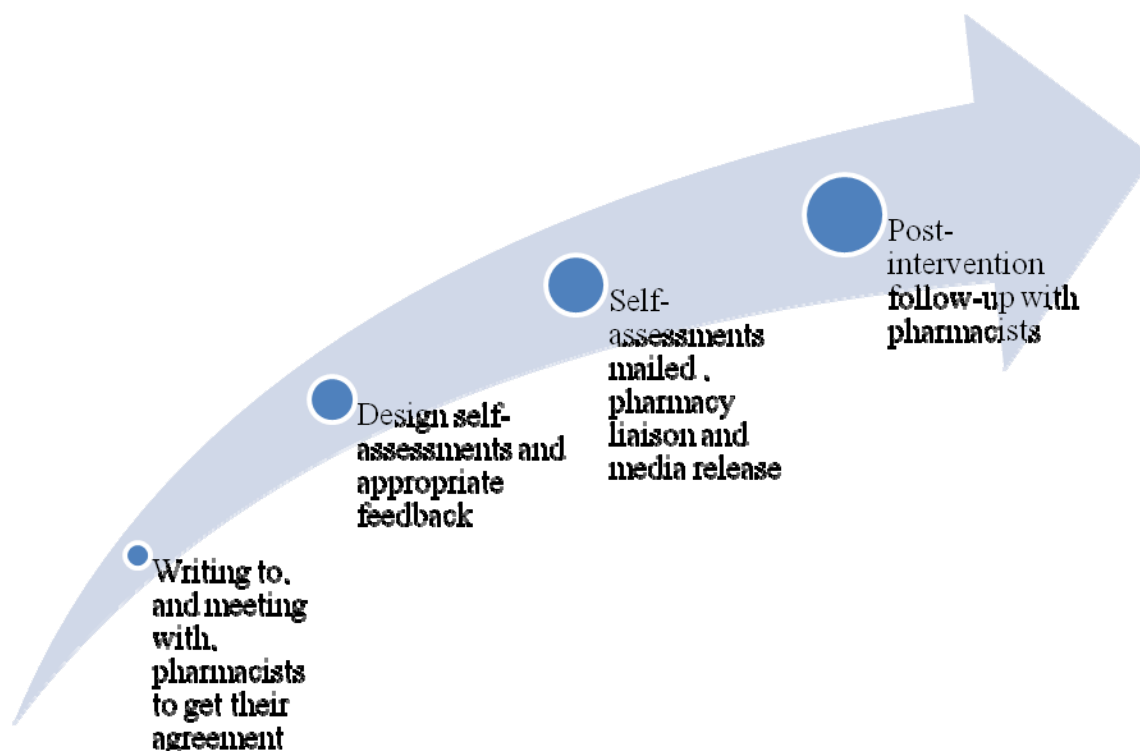 Writing to,
and meeting
with,
pharmacists
to get their
agreement
Design self-
assessments and
appropriate
feedback
Self-
assessments
mailed ,
pharmacy
liaison and
media release
Post-
intervention
follow-up with
pharmacists